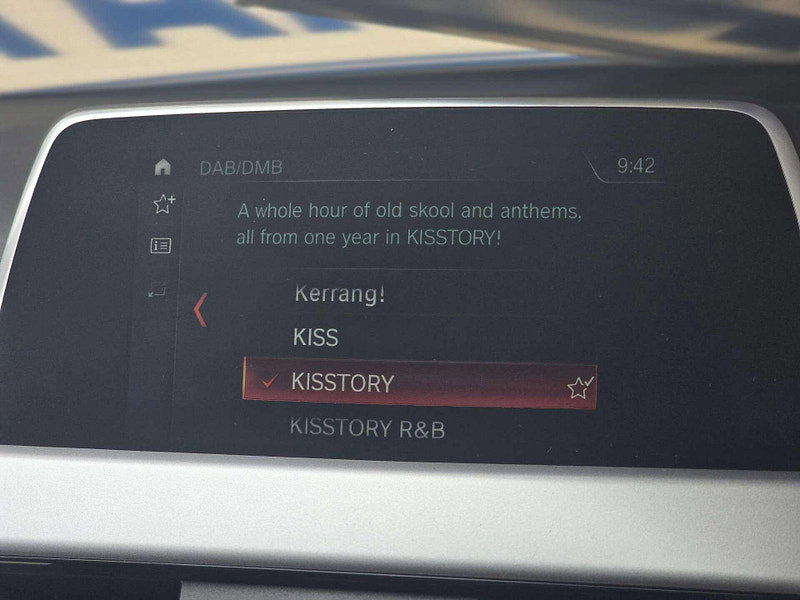 DAB/DMB
9:42
A whole hour of old skool and anthems,
all from one year in KISSTORY!
Kerrang!
KISS
KISSTORY
KISSTORY R&B